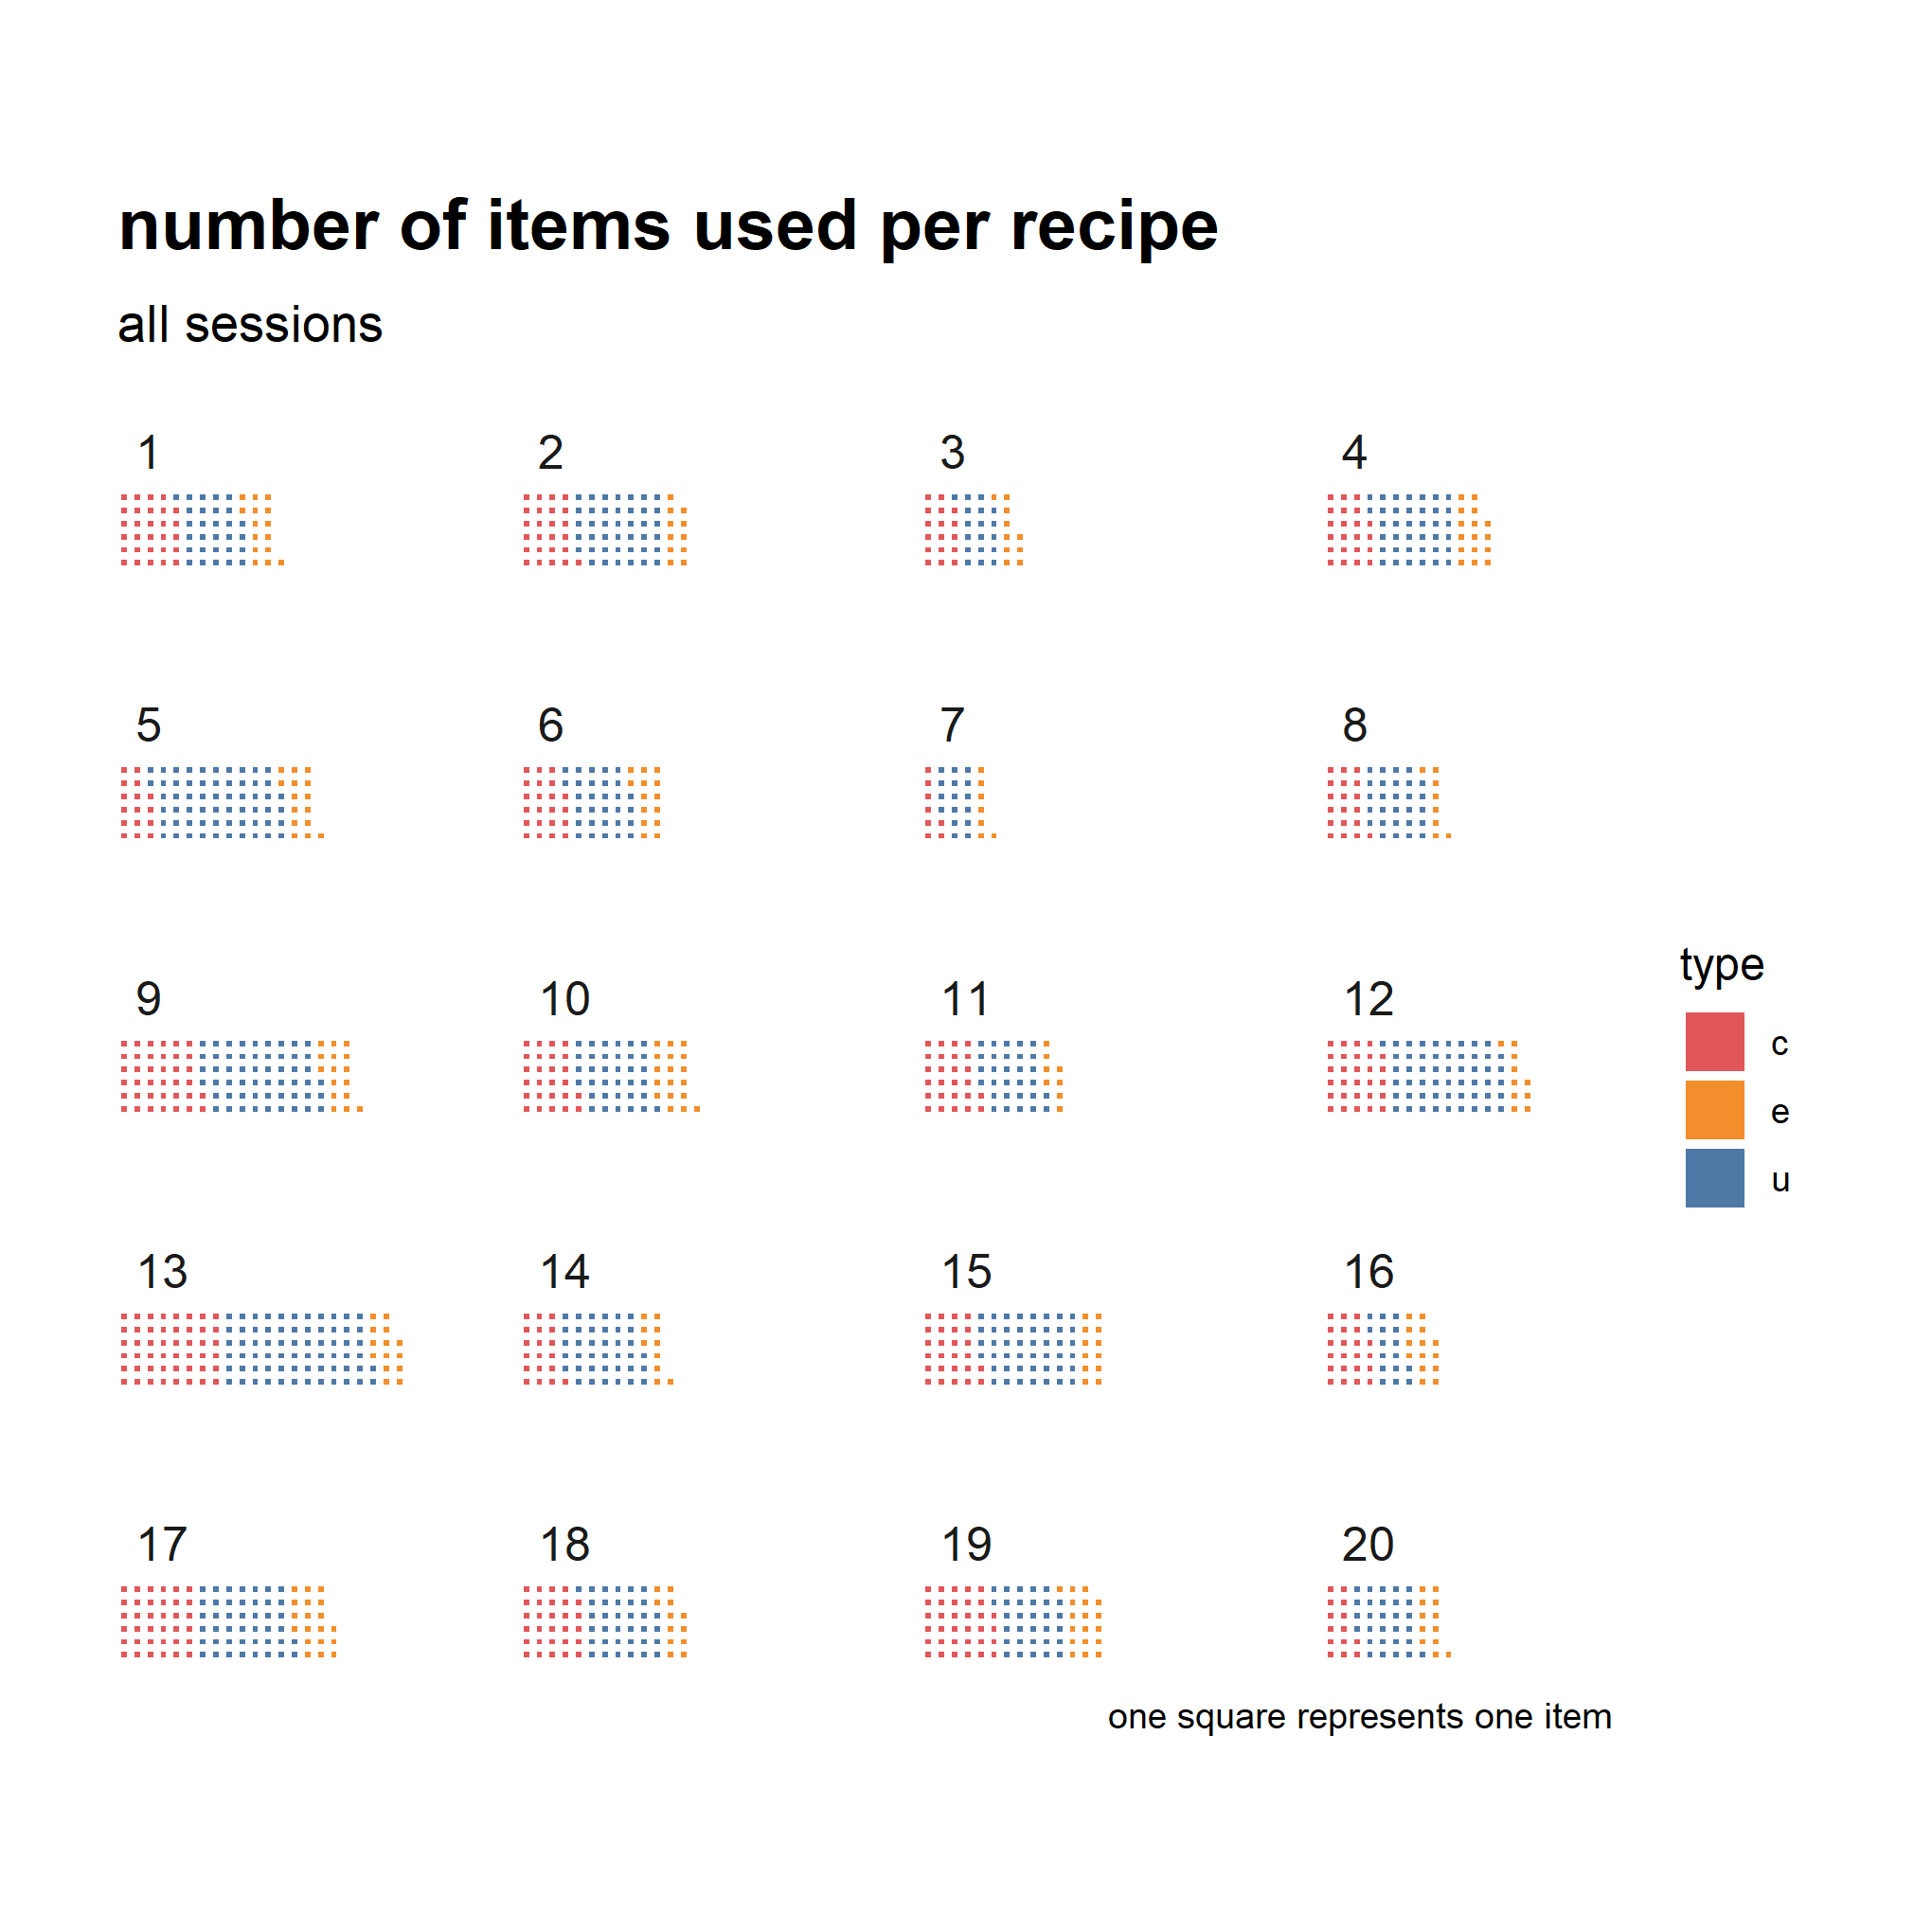 number of items used per recipe
all sessions
1 2 3 4
5 6 7 8
9 10 11 12
13 14 15 16
17 18 19 20
type
c
e
u
one square represents one item